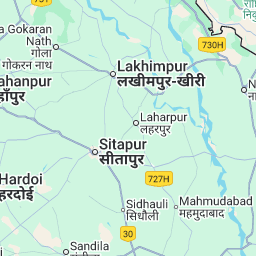 a Gokaran
Nath
गोला
गोकरन नाथ
730H
Lakhimpur
लखीमपुर-खीरी
ahanpur
हाँपुर
N
Laharpur
लहरपुर
Sitapur
सीतापुर
Hardoi
हरदोई
727H
Sidhauli
सिधौली
Mahmudabad
महमुदाबाद
30
Sandila